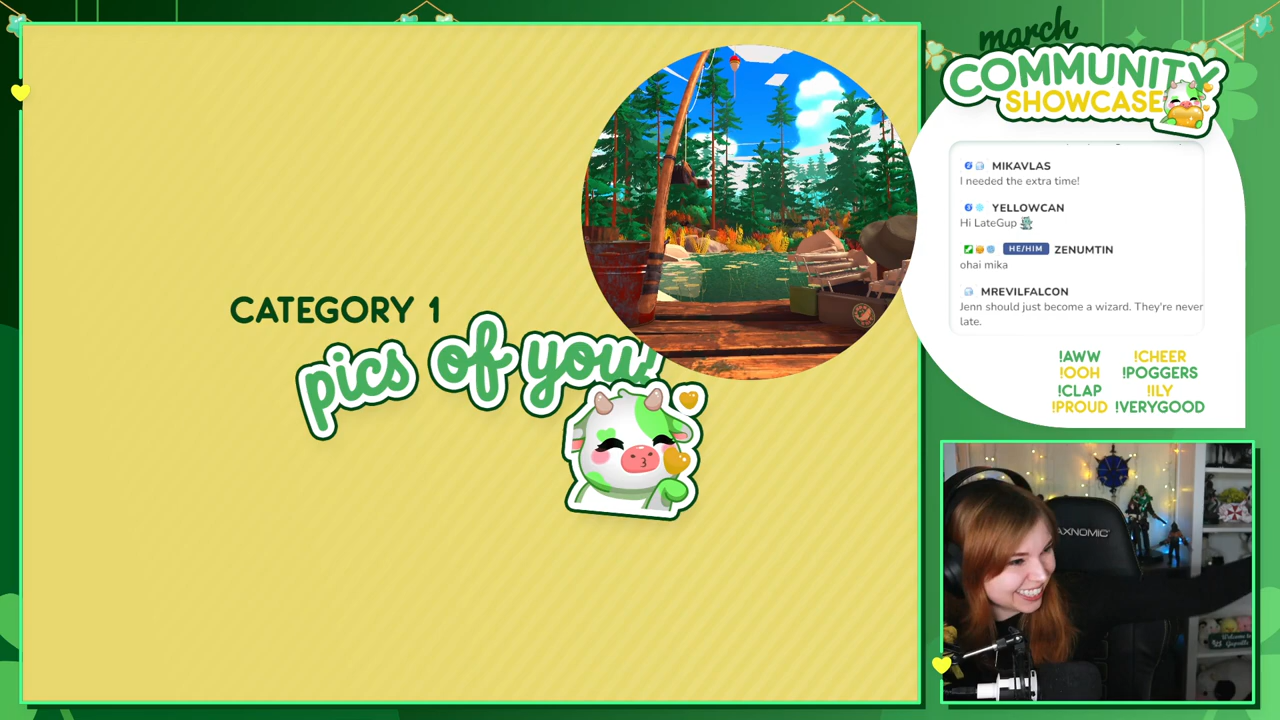 march
COMMUNITY
SHOWCASE
MIKAVLAS
I needed the extra time!
YELLOWCAN
Hi LateGup
HE/HIM ZENUMTIN
ohai mika
MREVILFALCON
Jenn should just become a wizard. They're never
late.
CATEGORY 1
pics of you!
!AWW !CHEER
!OOH !POGGERS
!CLAP !ILY
!PROUD !VERYGOOD
AXNOMIC
Welcome to